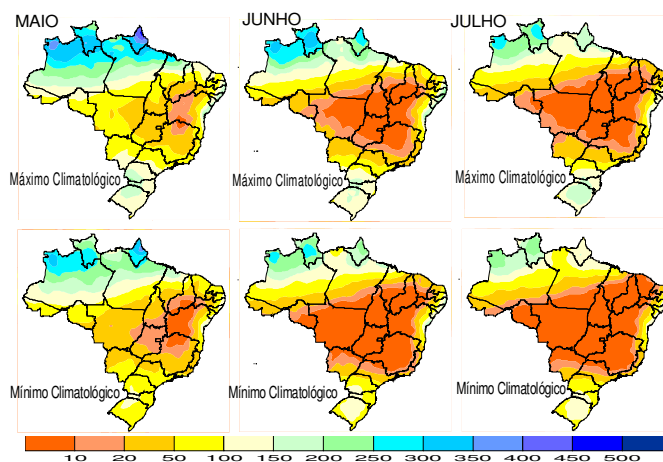 MAIO JUNHO JULHO
Máximo Climatológico Máximo Climatológico Máximo Climatológico
Mínimo Climatológico Mínimo Climatológico Mínimo Climatológico
10 20 50 100 150 200 250 300 350 400 450 500